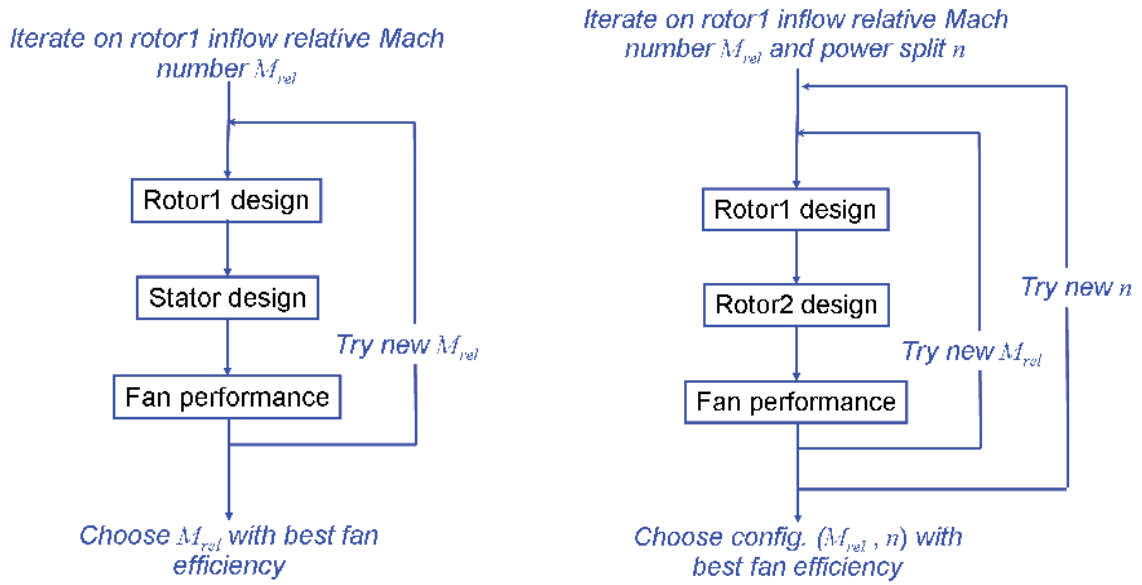 Iterate on rotor1 inflow relative Mach
number M_rel
Rotor1 design
Stator design
Try new M_rel
Fan performance
Choose M_rel with best fan
efficiency
Iterate on rotor1 inflow relative Mach
number M_rel and power split n
Rotor1 design
Try new n
Rotor2 design
Try new M_rel
Fan performance
Choose config. (M_rel , n) with
best fan efficiency